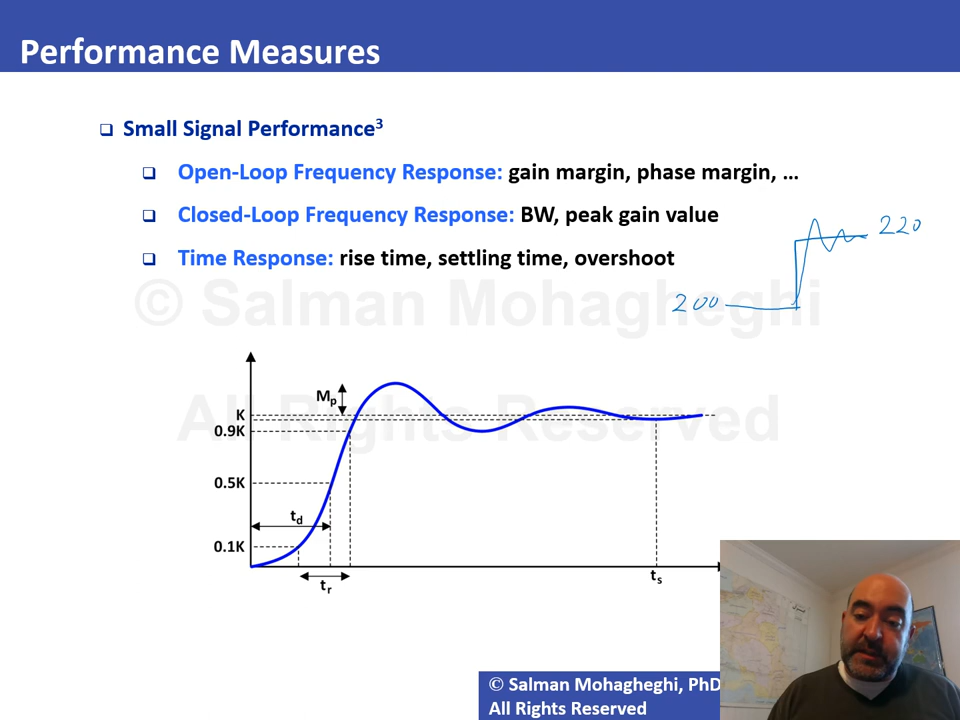 Performance Measures
Small Signal Performance³
Open-Loop Frequency Response: gain margin, phase margin, ...
Closed-Loop Frequency Response: BW, peak gain value
220
Time Response: rise time, settling time, overshoot
200
© Salman Mohagheghi
All Rights Reserved
Mp
K
0.9K
0.5K
td
0.1K
tr
ts
© Salman Mohagheghi, PhD
All Rights Reserved